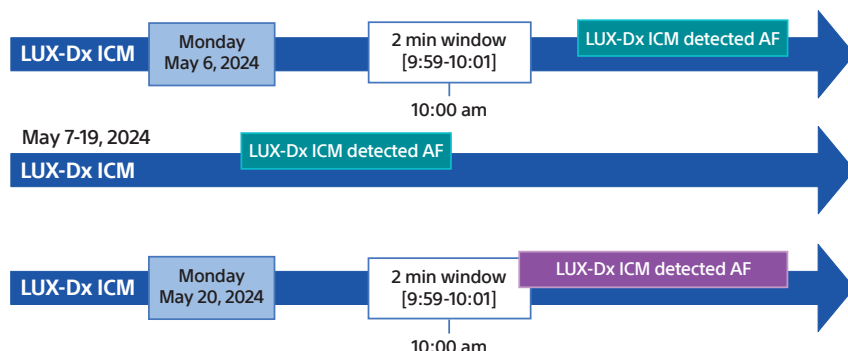 LUX-Dx ICM
Monday
May 6, 2024
2 min window
[9:59-10:01]
LUX-Dx ICM detected AF
10:00 am
May 7-19, 2024
LUX-Dx ICM
LUX-Dx ICM detected AF
LUX-Dx ICM
Monday
May 20, 2024
2 min window
[9:59-10:01]
LUX-Dx ICM detected AF
10:00 am